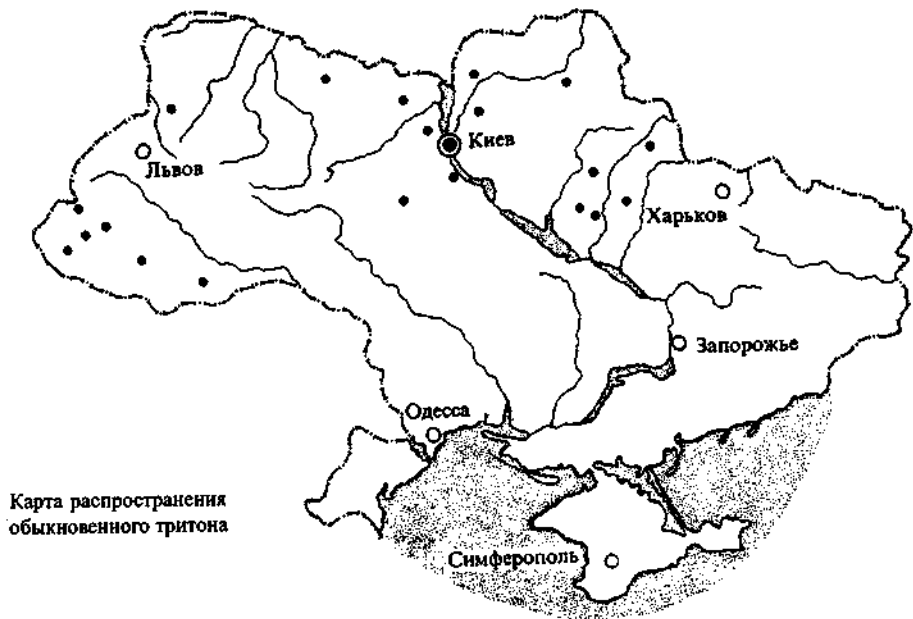 Киев
Львов
Харьков
Запорожье
Одесса
Карта распространения
обыкновенного тритона
Симферополь